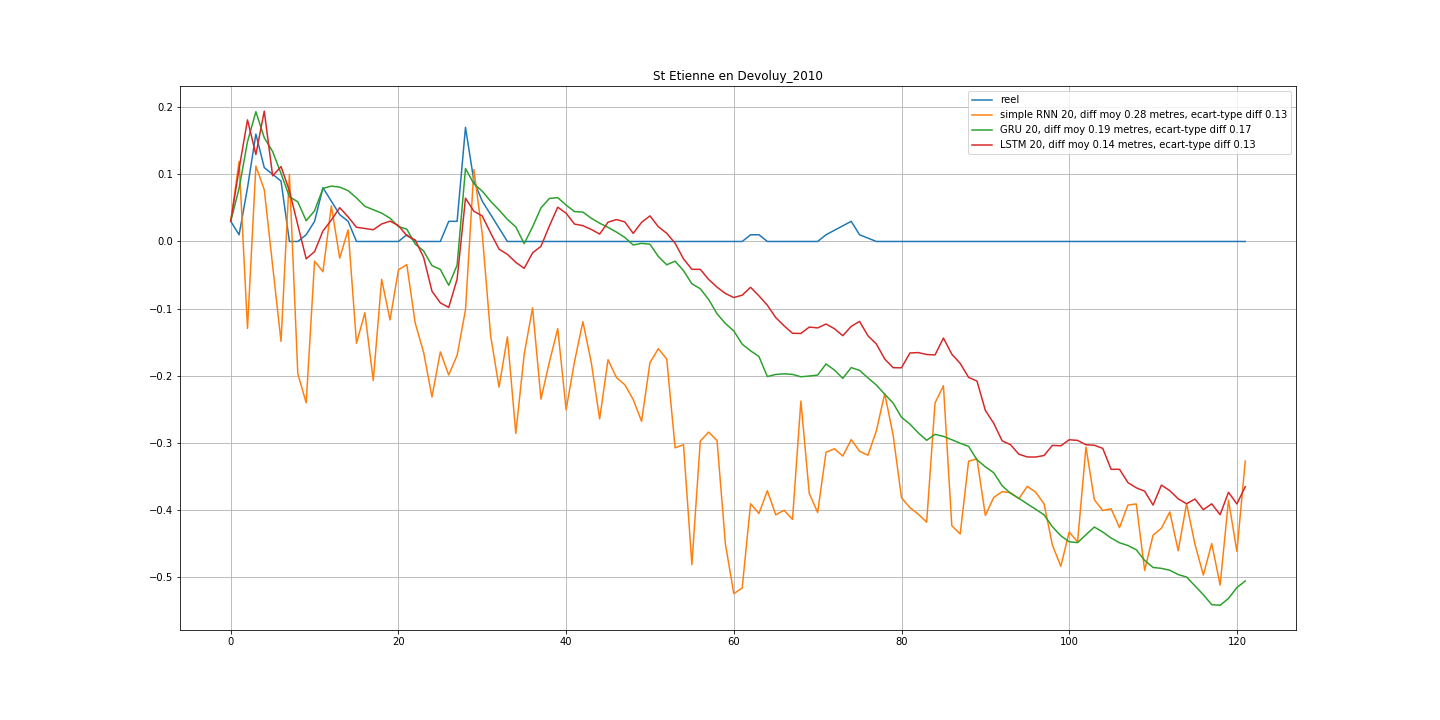 St Etienne en Devoluy_2010
reel
simple RNN 20, diff moy 0.28 metres, ecart-type diff 0.13
GRU 20, diff moy 0.19 metres, ecart-type diff 0.17
LSTM 20, diff moy 0.14 metres, ecart-type diff 0.13
0.2
0.1
0.0
−0.1
−0.2
−0.3
−0.4
−0.5
0 20 40 60 80 100 120